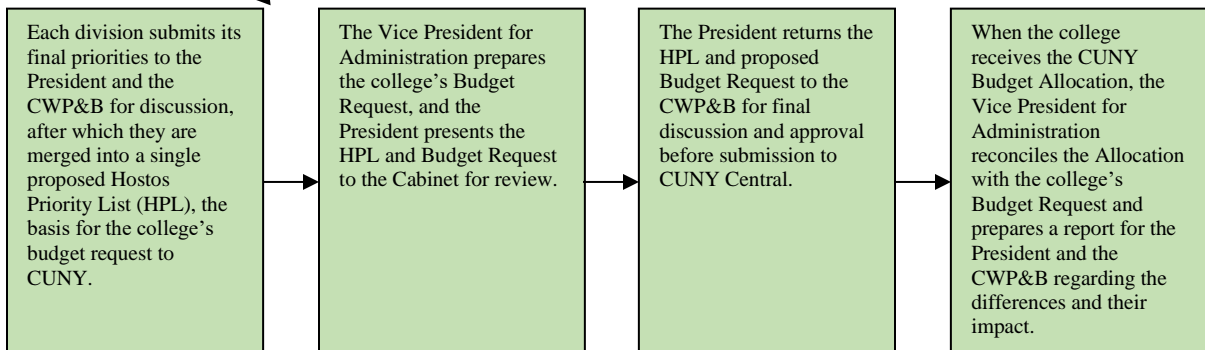 Each division submits its
final priorities to the
President and the
CWP&B for discussion,
after which they are
merged into a single
proposed Hostos
Priority List (HPL), the
basis for the college’s
budget request to
CUNY.
The Vice President for
Administration prepares
the college’s Budget
Request, and the
President presents the
HPL and Budget Request
to the Cabinet for review.
The President returns the
HPL and proposed
Budget Request to the
CWP&B for final
discussion and approval
before submission to
CUNY Central.
When the college
receives the CUNY
Budget Allocation, the
Vice President for
Administration
reconciles the Allocation
with the college’s
Budget Request and
prepares a report for the
President and the
CWP&B regarding the
differences and their
impact.